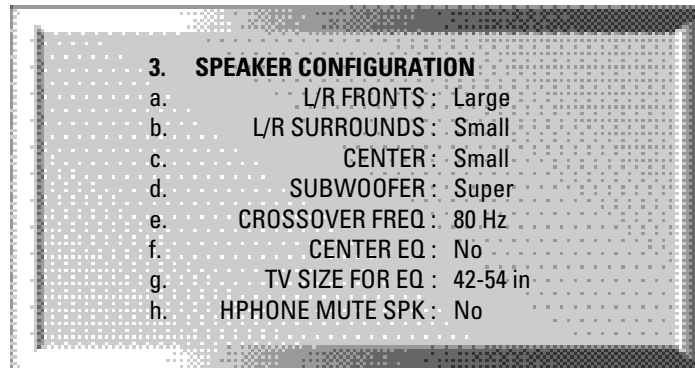 3. SPEAKER CONFIGURATION
a. L/R FRONTS : Large
b. L/R SURROUNDS : Small
c. CENTER : Small
d. SUBWOOFER : Super
e. CROSSOVER FREQ : 80 Hz
f. CENTER EQ : No
g. TV SIZE FOR EQ : 42-54 in
h. HPHONE MUTE SPK : No